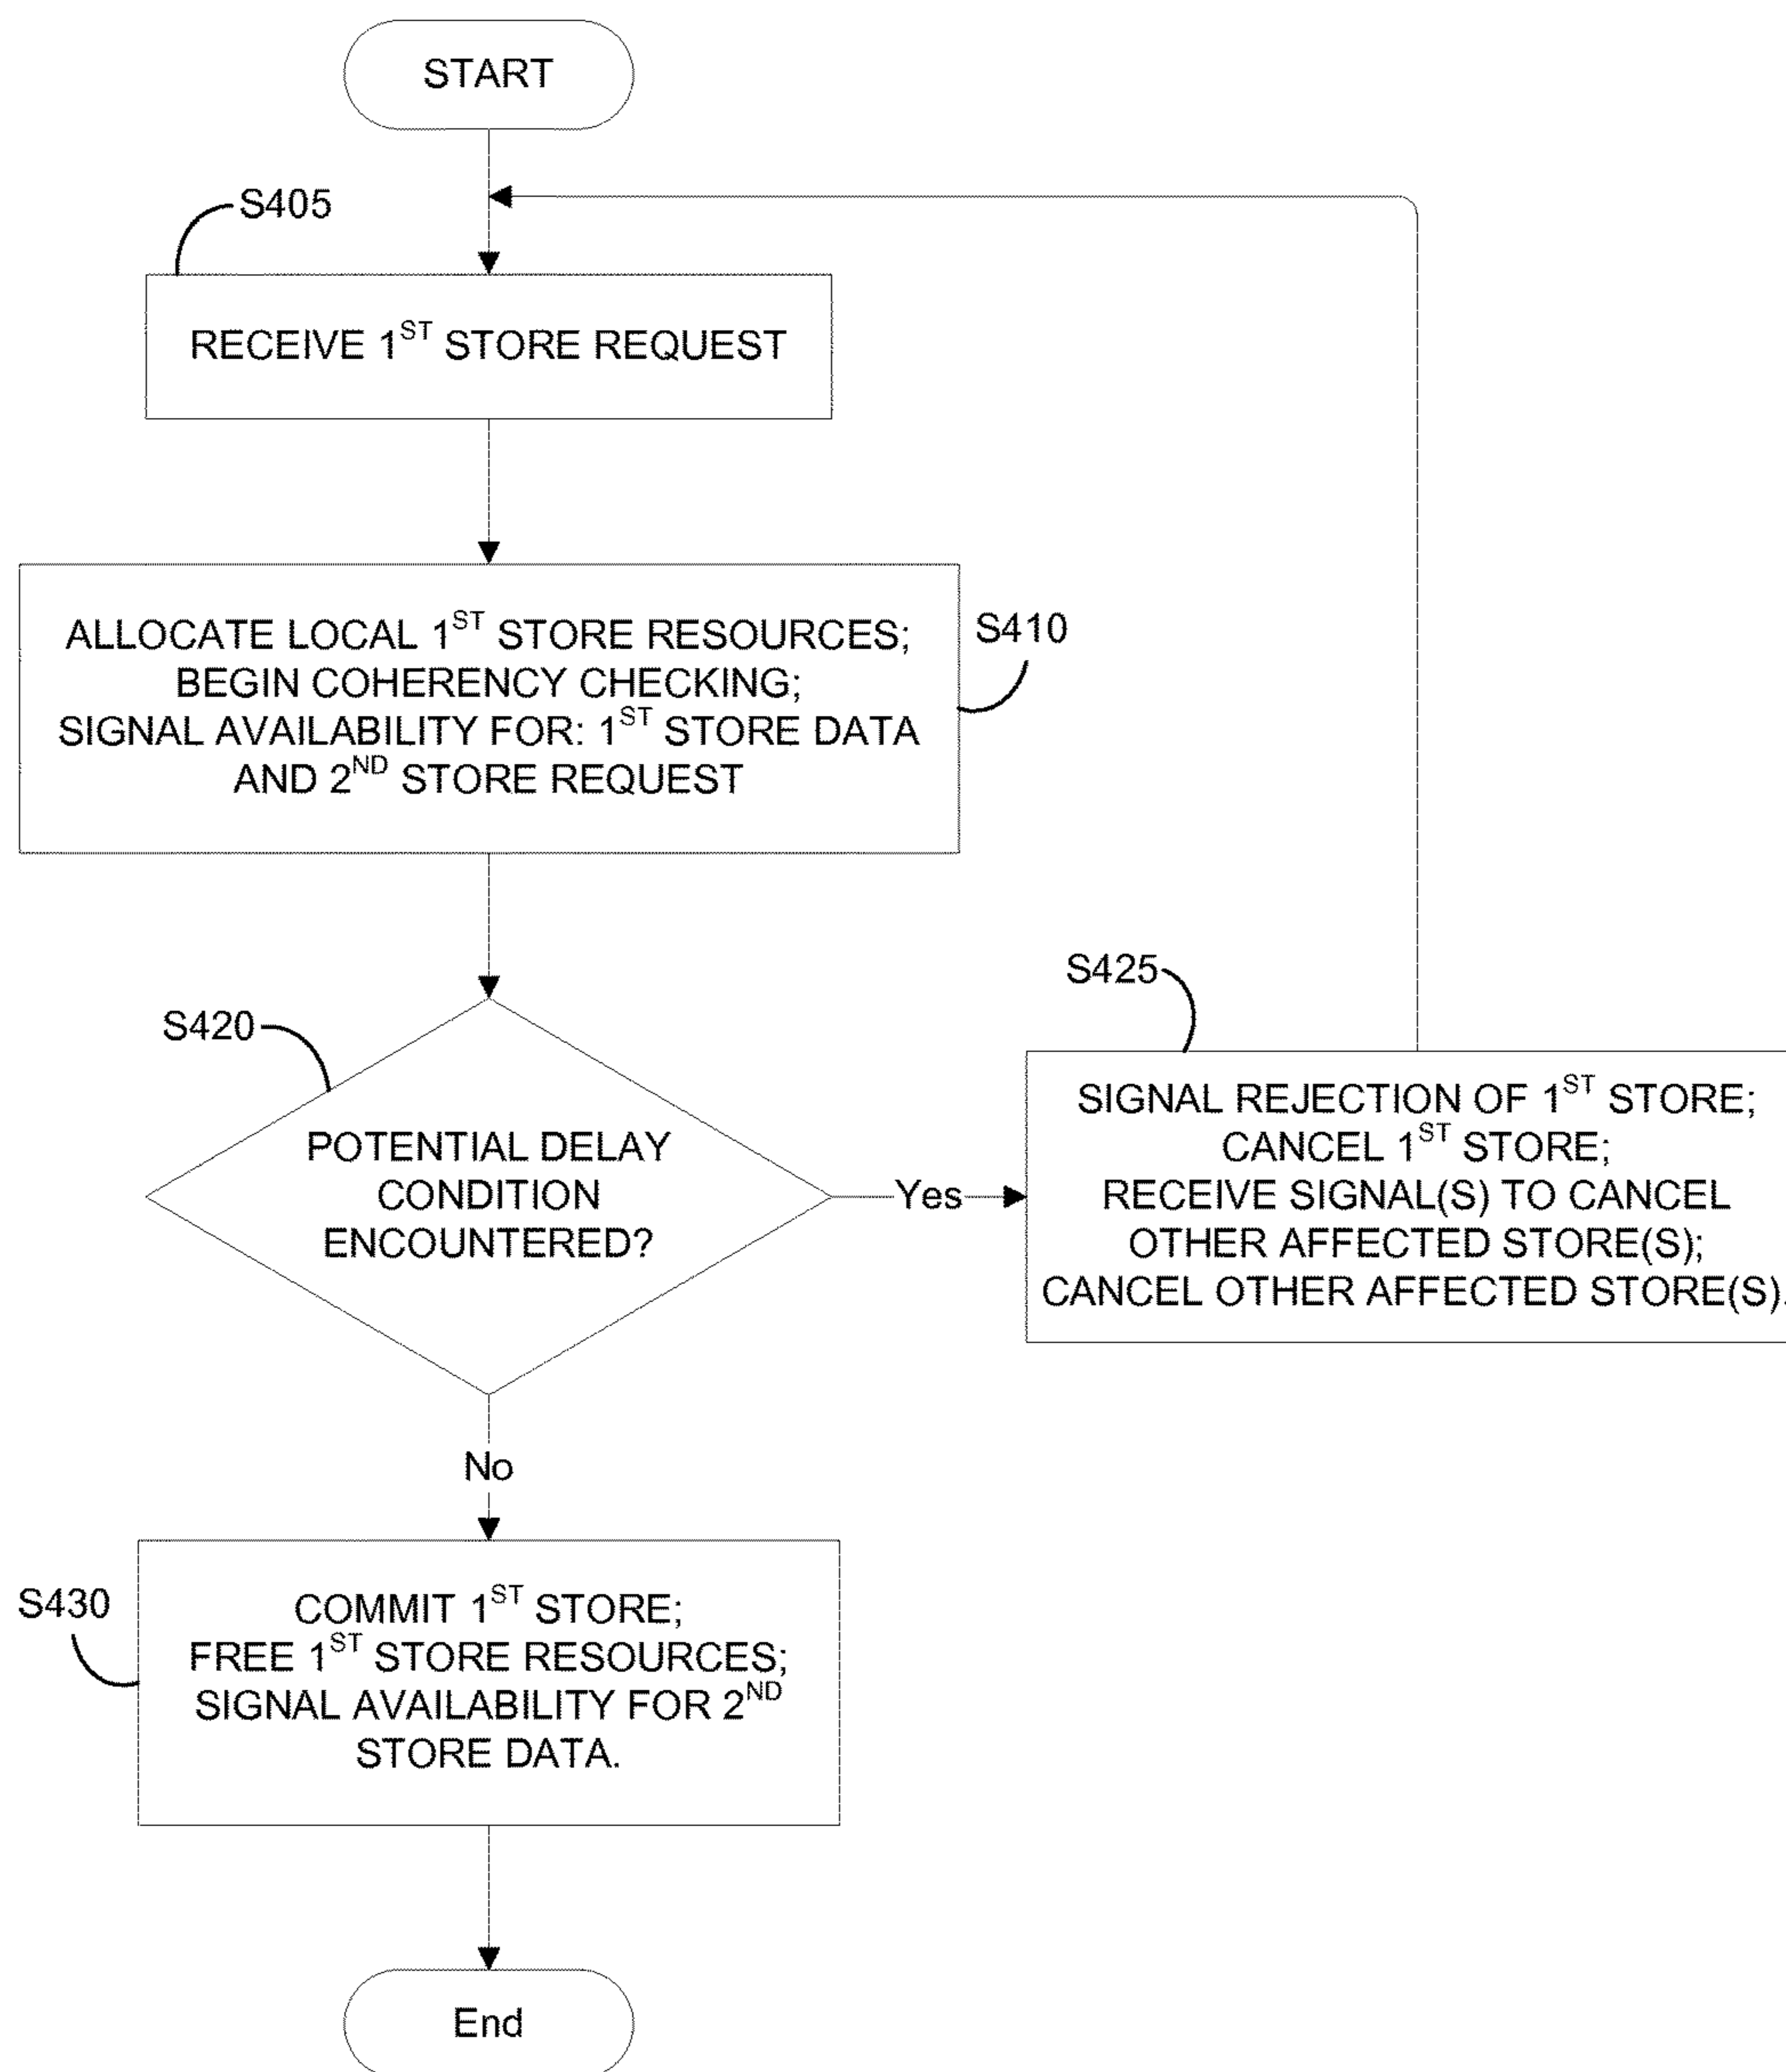 START
S405
RECEIVE 1ST STORE REQUEST
ALLOCATE LOCAL 1ST STORE RESOURCES;
BEGIN COHERENCY CHECKING;
SIGNAL AVAILABILITY FOR: 1ST STORE DATA
AND 2ND STORE REQUEST
S410
S420
POTENTIAL DELAY
CONDITION
ENCOUNTERED?
Yes
S425
SIGNAL REJECTION OF 1ST STORE;
CANCEL 1ST STORE;
RECEIVE SIGNAL(S) TO CANCEL
OTHER AFFECTED STORE(S);
CANCEL OTHER AFFECTED STORE(S).
No
S430
COMMIT 1ST STORE;
FREE 1ST STORE RESOURCES;
SIGNAL AVAILABILITY FOR 2ND
STORE DATA.
End